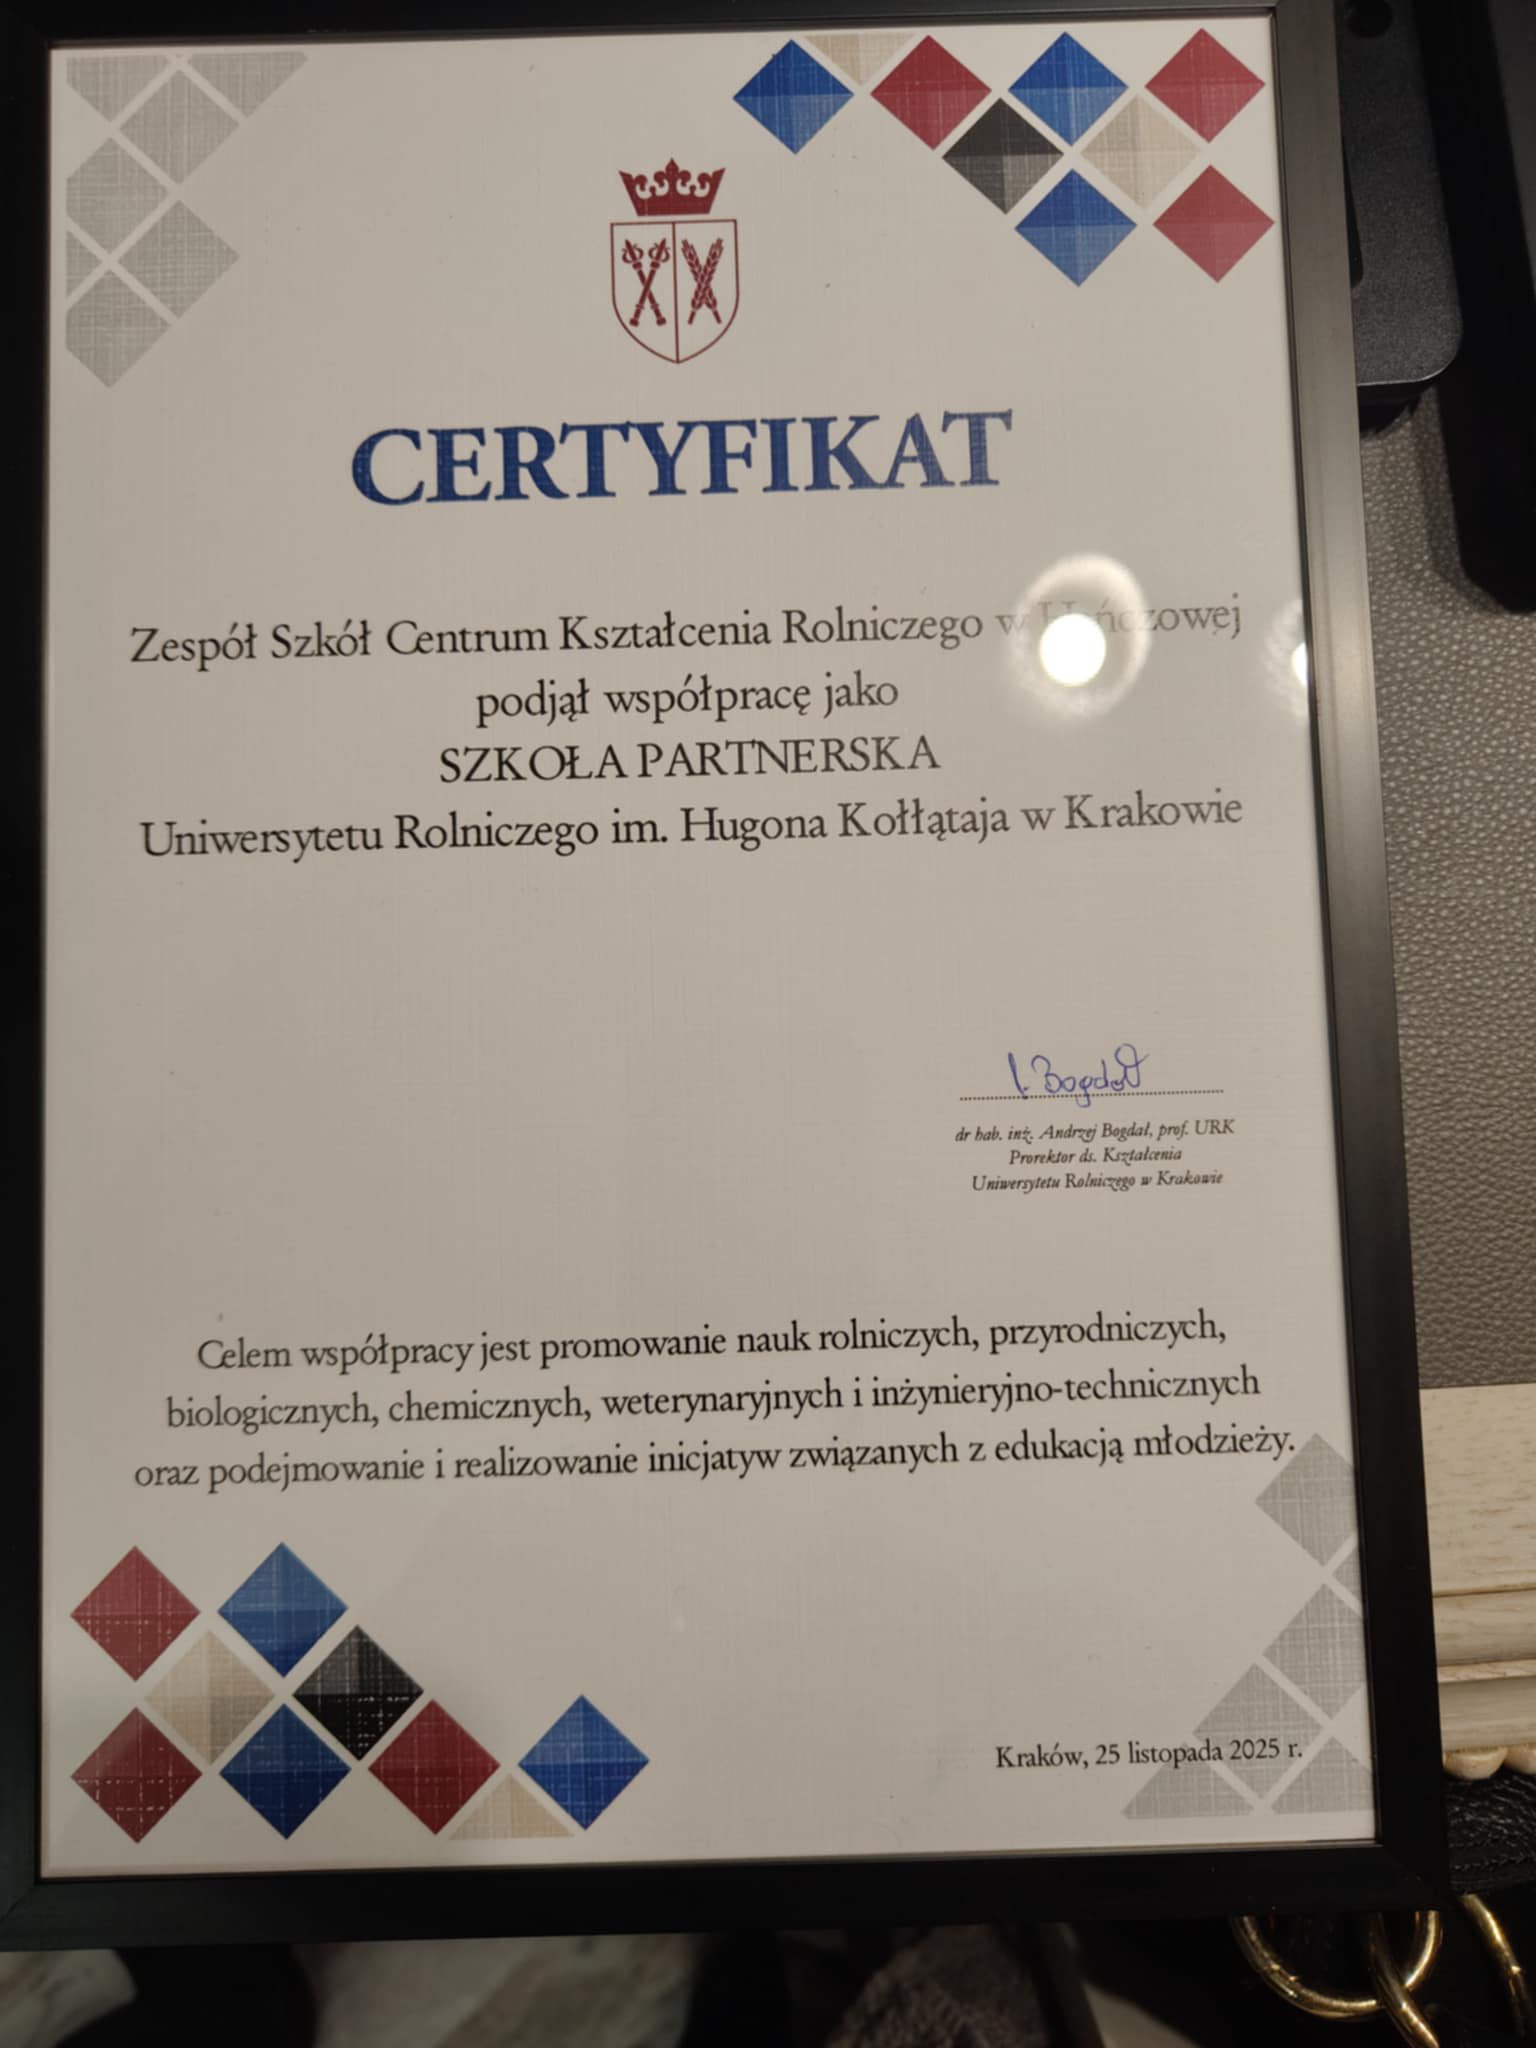 CERTYFIKAT
Zespół Szkół Centrum Kształcenia Rolniczego w
podjął współpracę jako
SZKOŁA PARTNERSKA
Uniwersytetu Rolniczego im. Hugona Kołłątaja w Krakowie
dr hab. inż. Andrzej Bogdał, prof. URK
Prorektor ds. Kształcenia
Uniwersytetu Rolniczego w Krakowie
Celem współpracy jest promowanie nauk rolniczych, przyrodniczych,
biologicznych, chemicznych, weterynaryjnych i inżynieryjno-technicznych
oraz podejmowanie i realizowanie inicjatyw związanych z edukacją młodzieży.
Kraków, 25 listopada 2025 r.